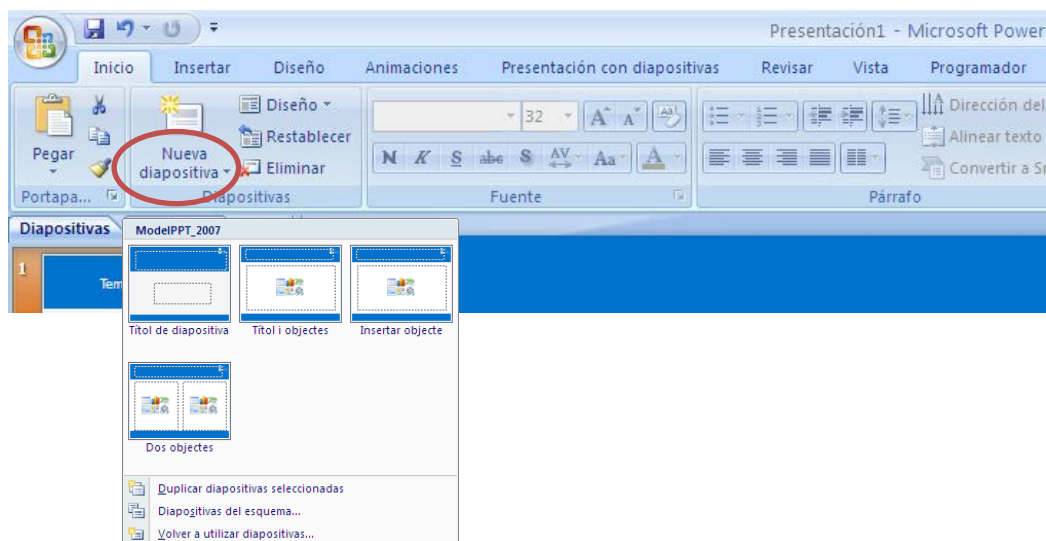 Presentación1 - Microsoft Power
Inicio Insertar Diseño Animaciones Presentación con diapositivas Revisar Vista Programador
Pegar
Nueva diapositiva
Diseño
Restablecer
Eliminar
32
N K S abe S AV Aa A
Dirección del
Alinear texto
Convertir a S
Portapa... Diapositivas Fuente Párrafo
Diapositivas
ModelPPT_2007
1
Tem
Títol de diapositiva Títol i objectes Insertar objecte
Dos objectes
Duplicar diapositivas seleccionadas
Diapositivas del esquema...
Volver a utilizar diapositivas...